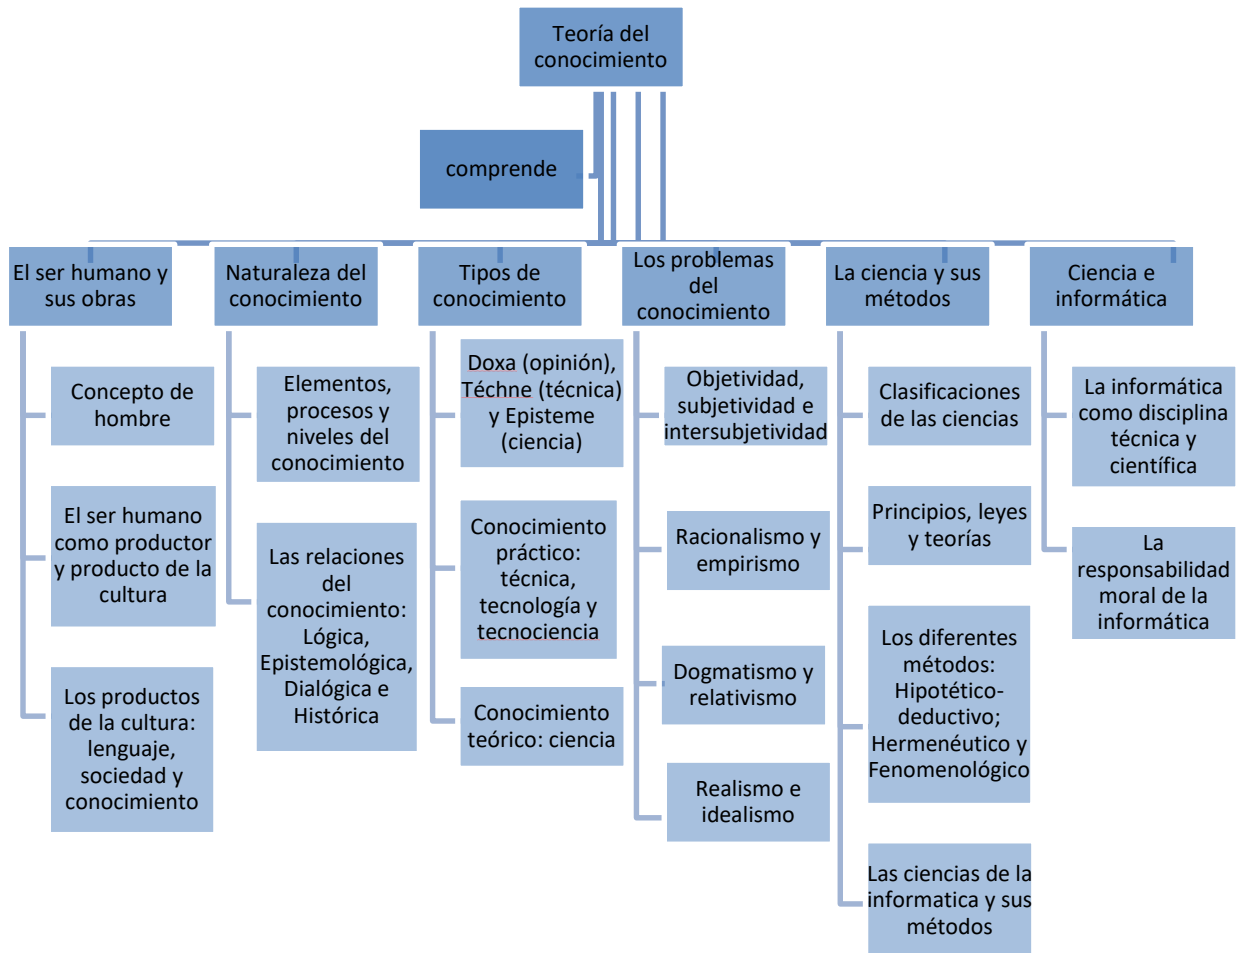 Teoría del
conocimiento
comprende
El ser humano y
sus obras
Concepto de
hombre
El ser humano
como productor
y producto de la
cultura
Los productos
de la cultura:
lenguaje,
sociedad y
conocimiento
Naturaleza del
conocimiento
Elementos,
procesos y
niveles del
conocimiento
Las relaciones
del
conocimiento:
Lógica,
Epistemológica,
Dialógica e
Histórica
Tipos de
conocimiento
Doxa (opinión),
Téchne (técnica)
y Episteme
(ciencia)
Conocimiento
práctico:
técnica,
tecnología y
tecnociencia
Conocimiento
teórico: ciencia
Los problemas
del
conocimiento
Objetividad,
subjetividad e
intersubjetividad
Racionalismo y
empirismo
Dogmatismo y
relativismo
Realismo e
idealismo
La ciencia y sus
métodos
Clasificaciones
de las ciencias
Principios, leyes
y teorías
Los diferentes
métodos:
Hipotético-
deductivo;
Hermenéutico y
Fenomenológico
Las ciencias de la
informatica y sus
métodos
Ciencia e
informática
La informática
como disciplina
técnica y
científica
La
responsabilidad
moral de la
informática